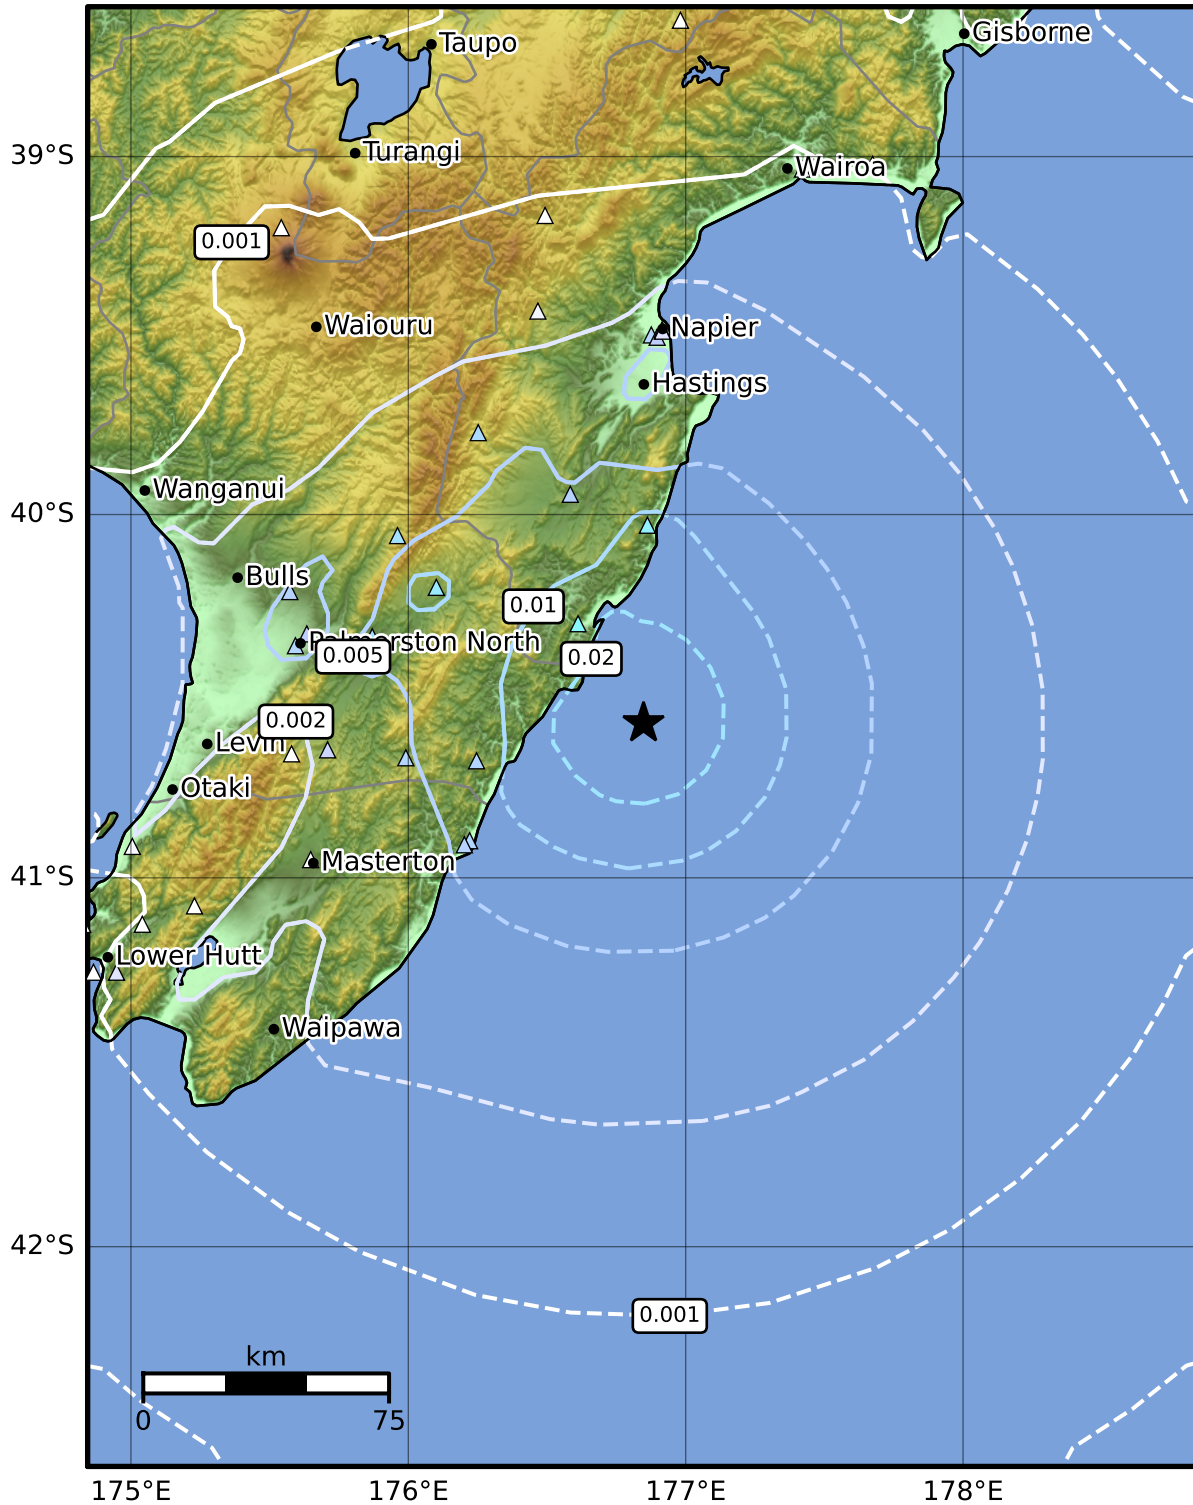 Taupo
Gisborne
39°S
Turangi
Wairoa
0.001
Waiouru
Napier
Hastings
Wanganui
40°S
Bulls
0.01
Palmerston North
0.005
0.02
0.002
Levin
Otaki
Masterton
41°S
Lower Hutt
Waipawa
42°S
0.001
km
0 75
175°E 176°E 177°E 178°E